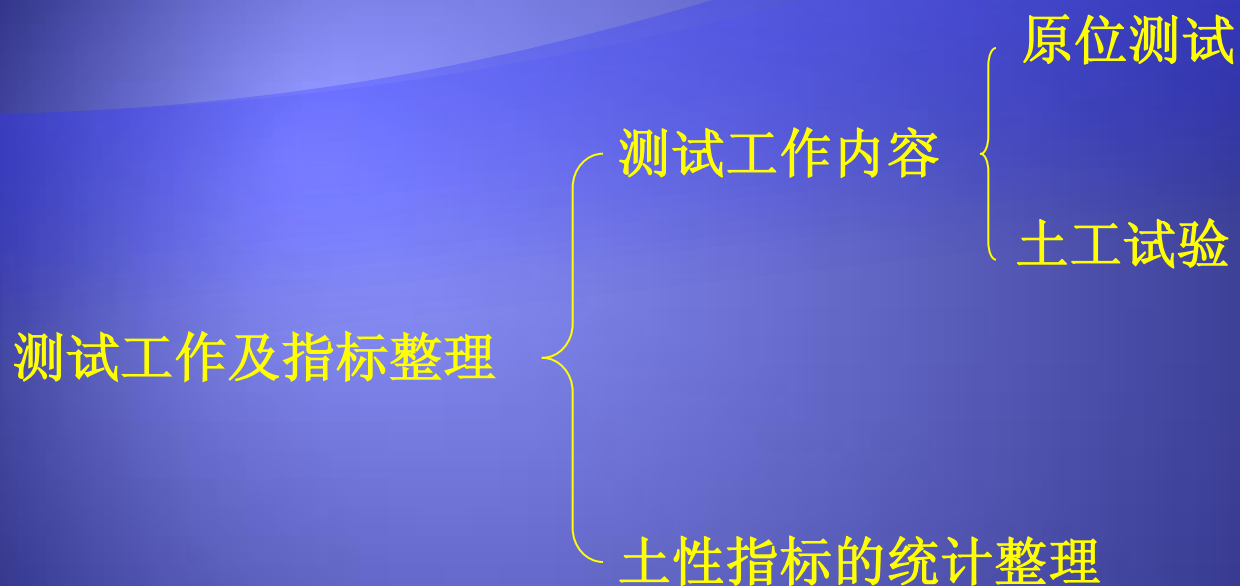 原位测试
测试工作内容
土工试验
测试工作及指标整理
土性指标的统计整理